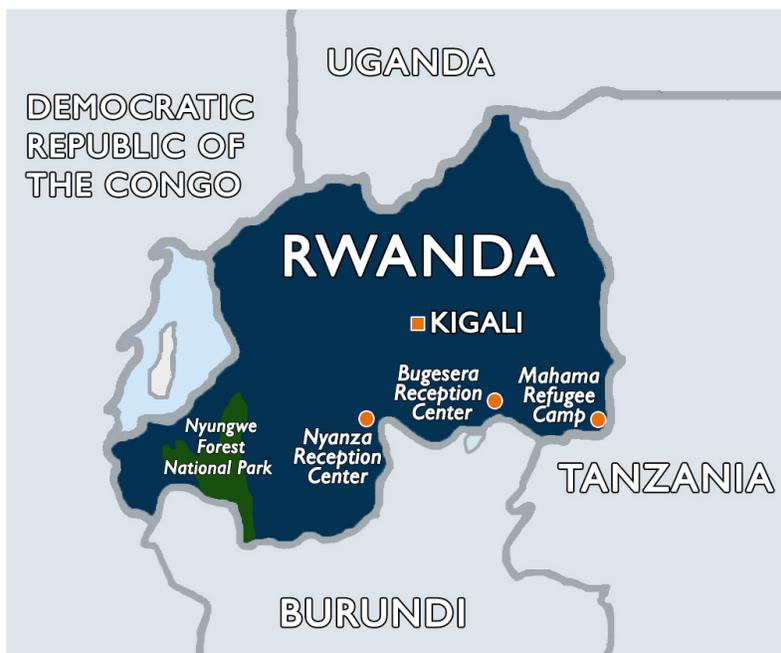 UGANDA
DEMOCRATIC
REPUBLIC OF
THE CONGO
RWANDA
KIGALI
Bugesera
Reception
Center
Mahama
Refugee
Camp
Nyungwe
Forest
National Park
Nyanza
Reception
Center
TANZANIA
BURUNDI